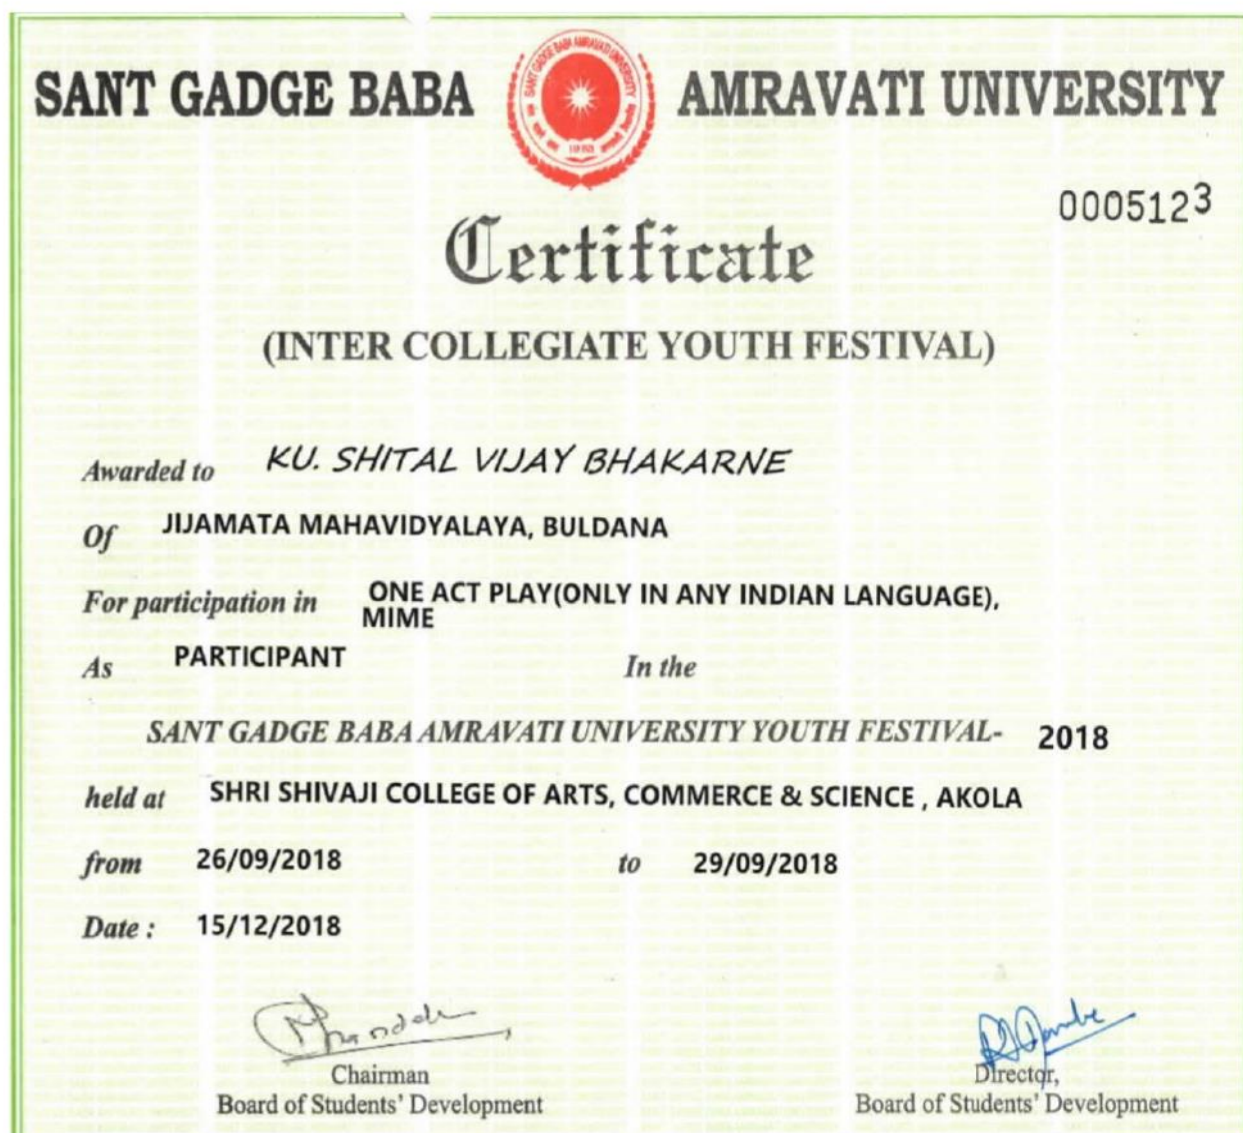 SANT GADGE BABA AMRAVATI UNIVERSITY
0005123
Certificate
(INTER COLLEGIATE YOUTH FESTIVAL)
Awarded to KU. SHITAL VIJAY BHAKARNE
Of JIJAMATA MAHAVIDYALAYA, BULDANA
For participation in ONE ACT PLAY(ONLY IN ANY INDIAN LANGUAGE),
MIME
As PARTICIPANT In the
SANT GADGE BABA AMRAVATI UNIVERSITY YOUTH FESTIVAL- 2018
held at SHRI SHIVAJI COLLEGE OF ARTS, COMMERCE & SCIENCE , AKOLA
from 26/09/2018 to 29/09/2018
Date : 15/12/2018
Chairman Director,
Board of Students' Development Board of Students' Development